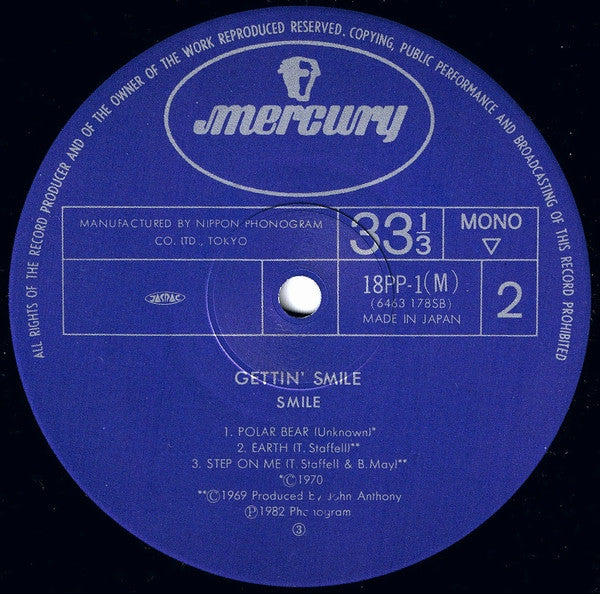 ALL RIGHTS OF THE RECORD PRODUCER AND OF THE OWNER OF THE WORK REPRODUCED RESERVED. COPYING, PUBLIC PERFORMANCE AND BROADCASTING OF THIS RECORD PROHIBITED
mercury
MANUFACTURED BY NIPPON PHONOGRAM
CO. LTD., TOKYO
33 1/3
MONO
▽
JASRAC
18PP-1(M)
(6463 178SB)
MADE IN JAPAN
2
GETTIN' SMILE
SMILE
1. POLAR BEAR (Unknown)*
2. EARTH (T. Staffell)**
3. STEP ON ME (T. Staffell & B. May)**
*©1970
**©1969 Produced by John Anthony
℗1982 Phonogram
③